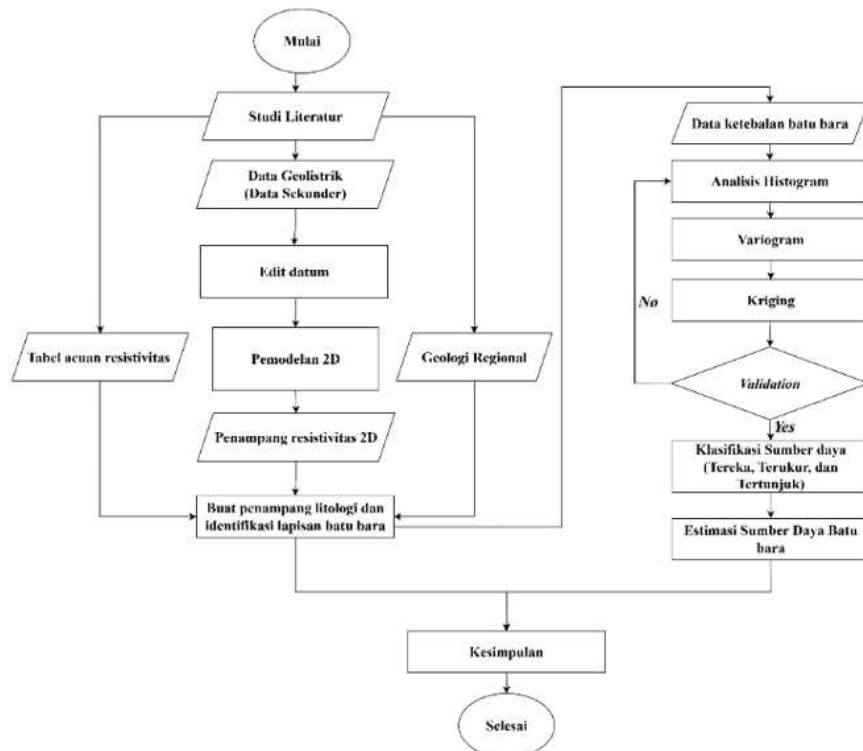 Mulai
Studi Literatur
Data Geolistrik
(Data Sekunder)
Edit datum
Tabel acuan resistivitas
Pemodelan 2D
Geologi Regional
Penampang resistivitas 2D
Buat penampang litologi dan
identifikasi lapisan batu bara
Data ketebalan batu bara
Analisis Histogram
Variogram
Kriging
No
Validation
Yes
Klasifikasi Sumber daya
(Tereka, Terukur, dan
Tertunjuk)
Estimasi Sumber Daya Batu
bara
Kesimpulan
Selesai